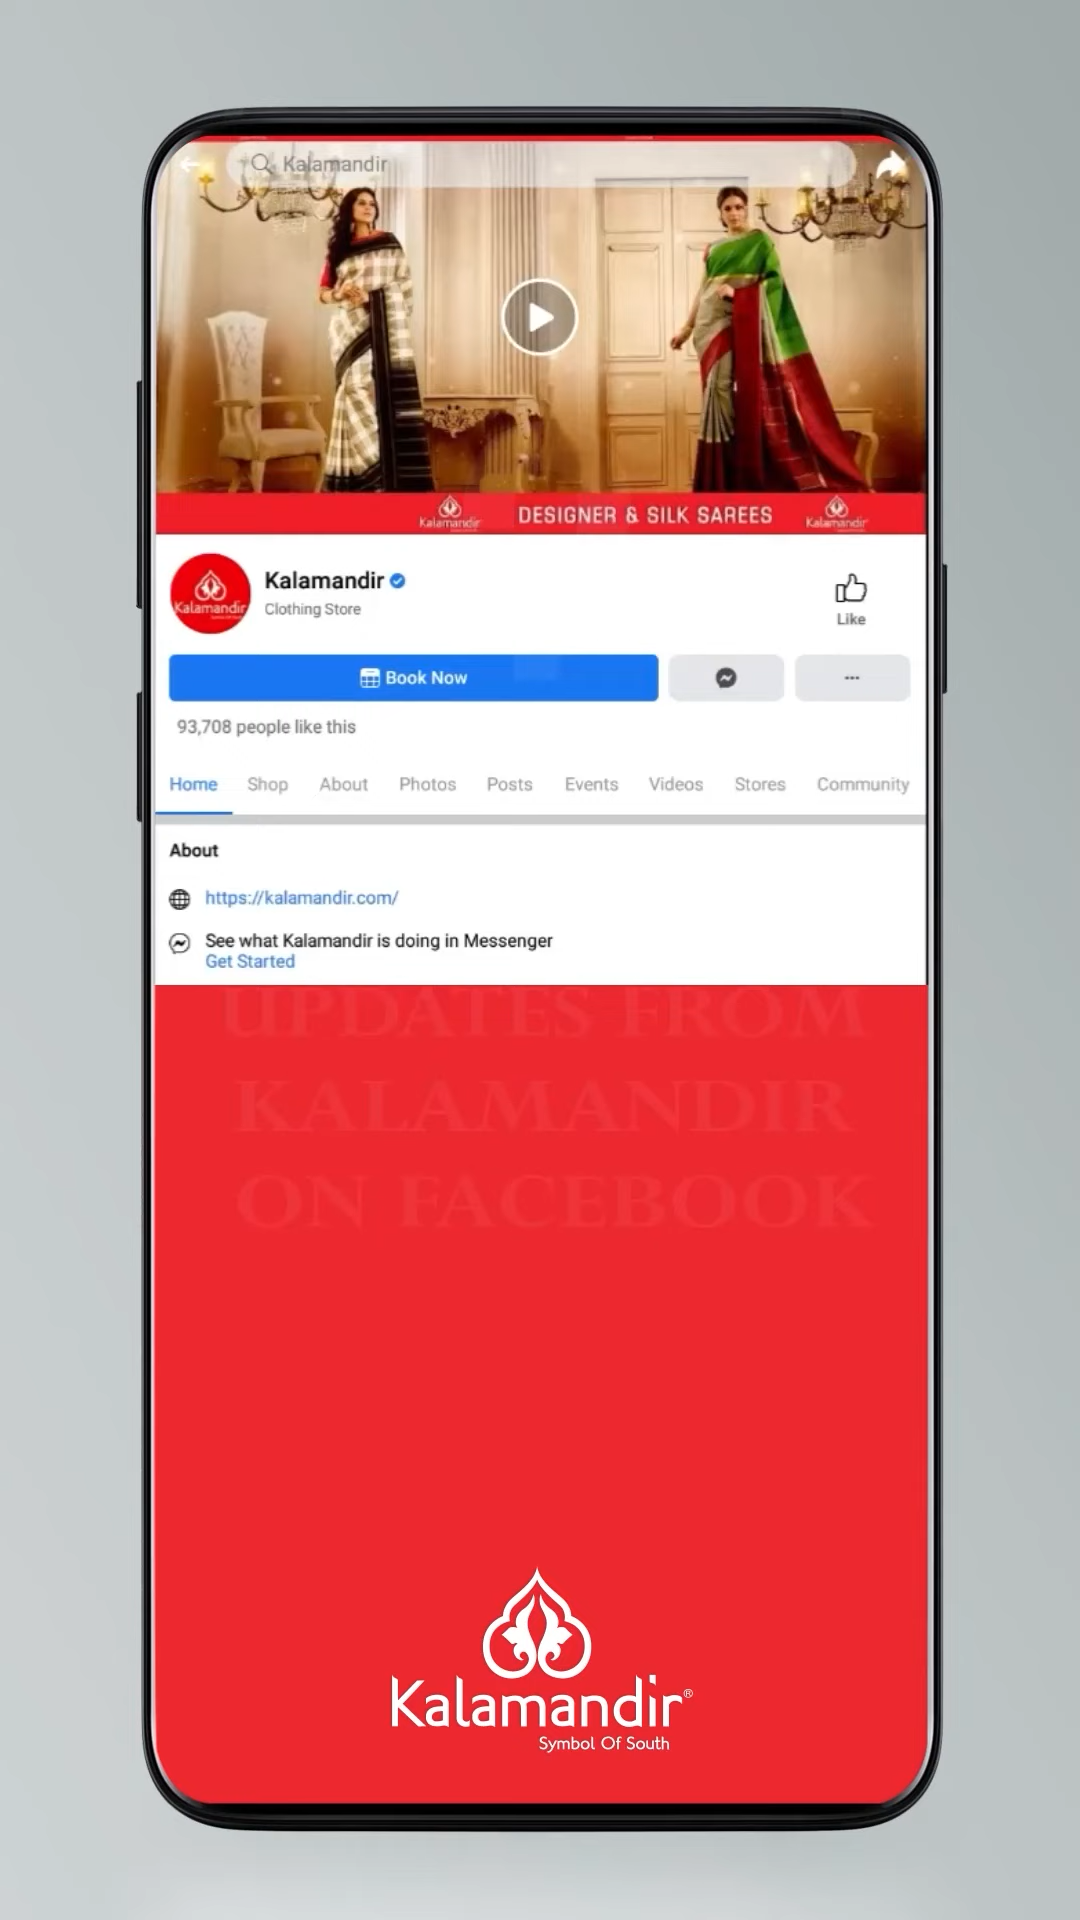 Kalamandir
Kalamandir
DESIGNER & SILK SAREES
Kalamandir
Kalamandir
Kalamandir
Clothing Store
Like
Book Now
93,708 people like this
Home Shop About Photos Posts Events Videos Stores Community
About
https://kalamandir.com/
See what Kalamandir is doing in Messenger
Get Started
UPDATES FROM
KALAMANDIR
ON FACEBOOK
Kalamandir®
Symbol Of South